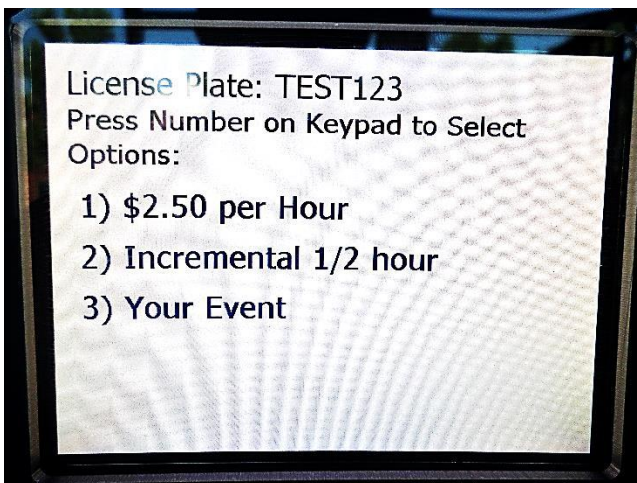 License Plate: TEST123
Press Number on Keypad to Select
Options:
1) $2.50 per Hour
2) Incremental 1/2 hour
3) Your Event